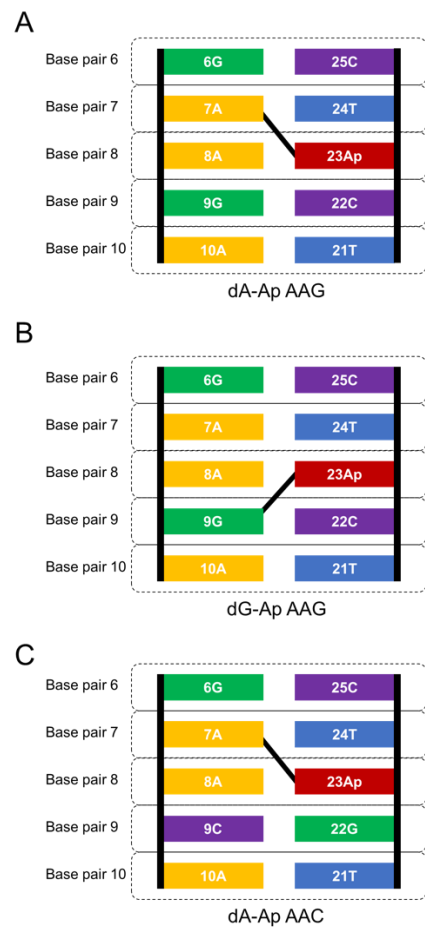 A
Base pair 6 6G 25C
Base pair 7 7A 24T
Base pair 8 8A 23Ap
Base pair 9 9G 22C
Base pair 10 10A 21T
dA-Ap AAG
B
Base pair 6 6G 25C
Base pair 7 7A 24T
Base pair 8 8A 23Ap
Base pair 9 9G 22C
Base pair 10 10A 21T
dG-Ap AAG
C
Base pair 6 6G 25C
Base pair 7 7A 24T
Base pair 8 8A 23Ap
Base pair 9 9C 22G
Base pair 10 10A 21T
dA-Ap AAC